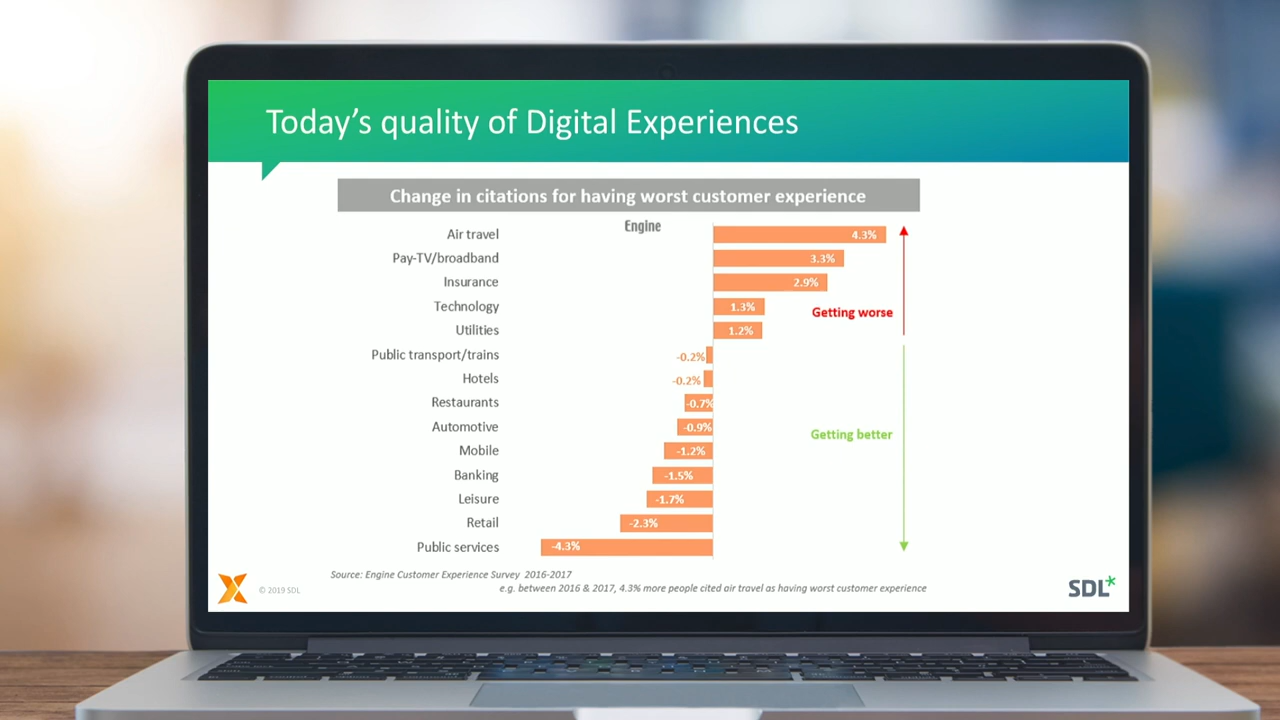 Today's quality of Digital Experiences
Change in citations for having worst customer experience
Engine
Air travel 4.3%
Pay-TV/broadband 3.3%
Insurance 2.9%
Technology 1.3%
Getting worse
Utilities 1.2%
Public transport/trains -0.2%
Hotels -0.2%
Restaurants -0.7%
Automotive -0.9%
Getting better
Mobile -1.2%
Banking -1.5%
Leisure -1.7%
Retail -2.3%
Public services -4.3%
Source: Engine Customer Experience Survey 2016-2017
e.g. between 2016 & 2017, 4.3% more people cited air travel as having worst customer experience
© 2019 SDL
SDL*